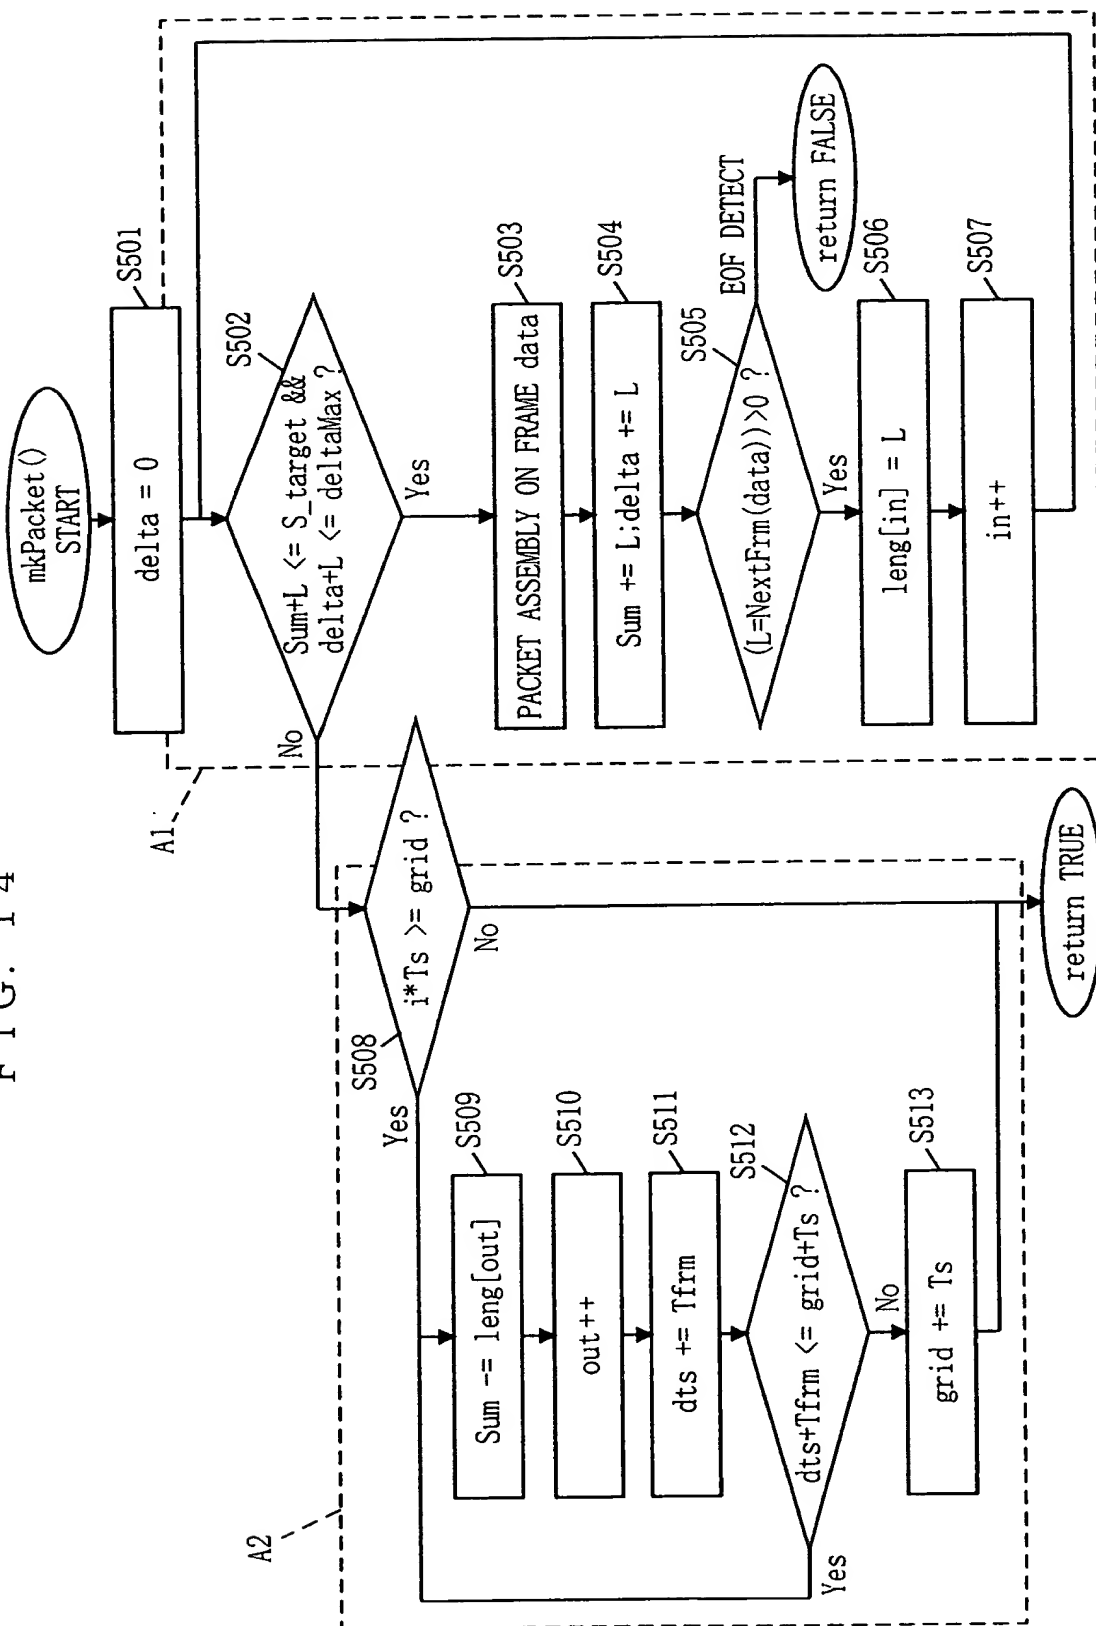 FIG. 14
mkPacket()
START
S501
delta = 0
S502
Sum+L <= S_target &&
delta+L <= deltaMax ?
No
Yes
S503
PACKET ASSEMBLY ON FRAME data
S504
Sum += L;delta += L
S505
(L=NextFrm(data))>0 ?
EOF DETECT
return FALSE
Yes
S506
leng[in] = L
S507
in++
A1
A2
S508
i*Ts >= grid ?
Yes
No
S509
Sum -= leng[out]
S510
out++
S511
dts += Tfrm
S512
dts+Tfrm <= grid+Ts ?
Yes
No
S513
grid += Ts
return TRUE